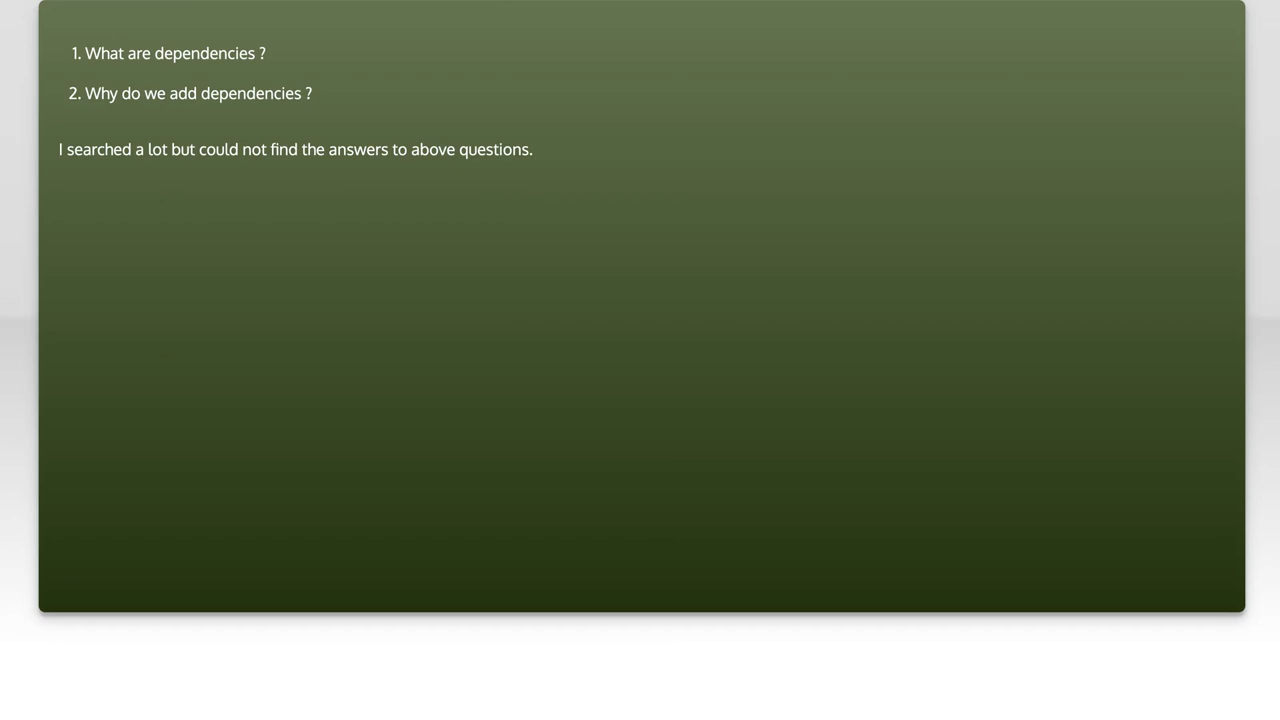 1. What are dependencies ?
2. Why do we add dependencies ?
I searched a lot but could not find the answers to above questions.